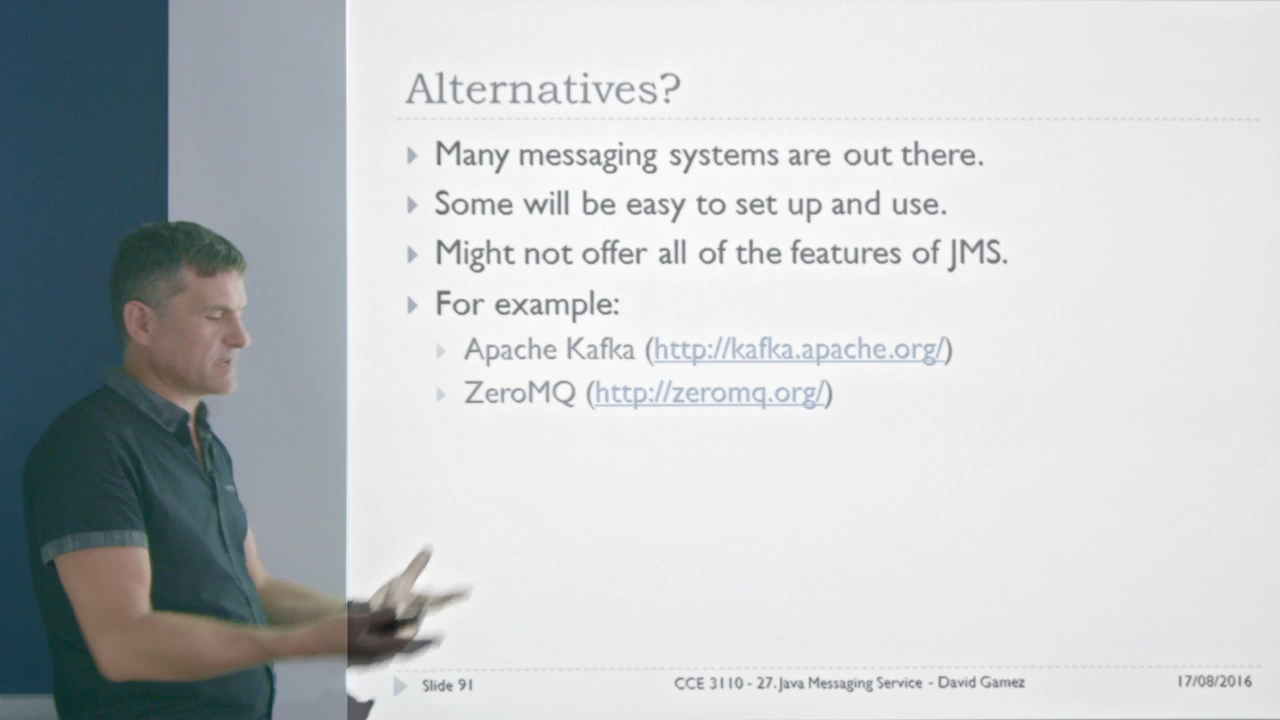 Alternatives?
Many messaging systems are out there.
Some will be easy to set up and use.
Might not offer all of the features of JMS.
For example:
Apache Kafka (http://kafka.apache.org/)
ZeroMQ (http://zeromq.org/)
Slide 91 CCE 3110 - 27. Java Messaging Service - David Gamez 17/08/2016